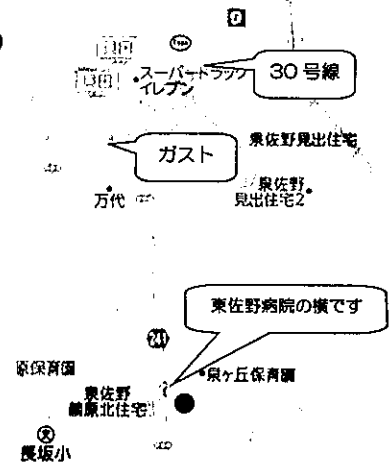 スーパードラッグ
イレブン
30号線
ガスト
泉佐野見出住宅
万代
泉佐野
見出住宅2
東佐野病院の横です
原保育園
泉ヶ丘保育園
泉佐野
鶴原北住宅
文
長坂小